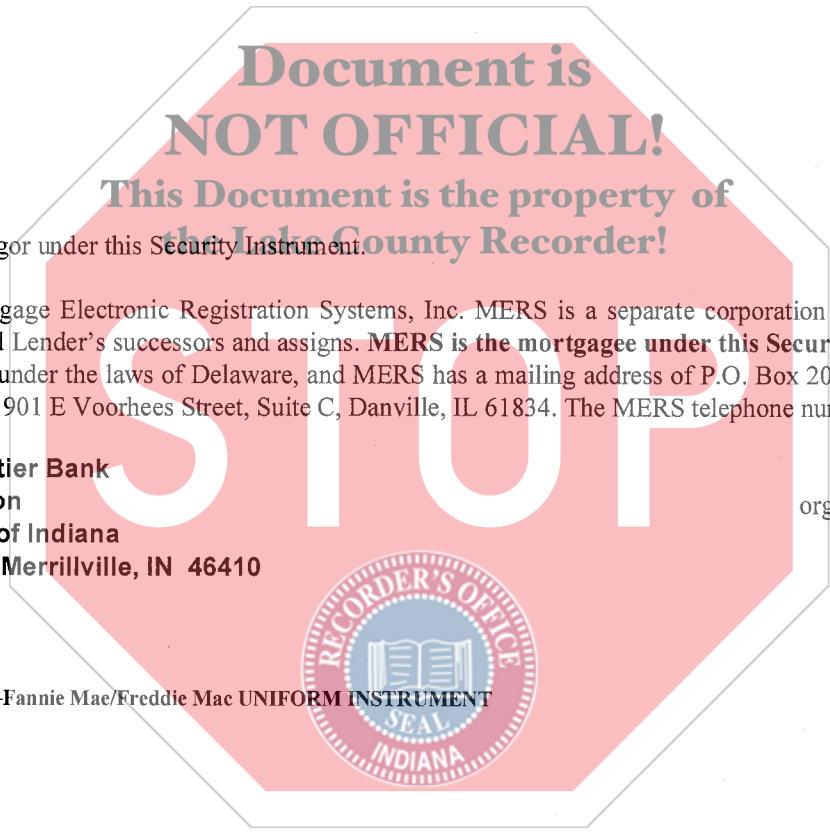 Document is
NOT OFFICIAL!
This Document is the property of
the Lake County Recorder!
gor under this Security Instrument.
gage Electronic Registration Systems, Inc. MERS is a separate corporation
Lender's successors and assigns. MERS is the mortgagee under this Secur
under the laws of Delaware, and MERS has a mailing address of P.O. Box 20
901 E Voorhees Street, Suite C, Danville, IL 61834. The MERS telephone nu
STOP
tier Bank
on
org
of Indiana
Merrillville, IN 46410
-Fannie Mae/Freddie Mac UNIFORM INSTRUMENT
RECORDER'S OFFICE
SEAL
INDIANA